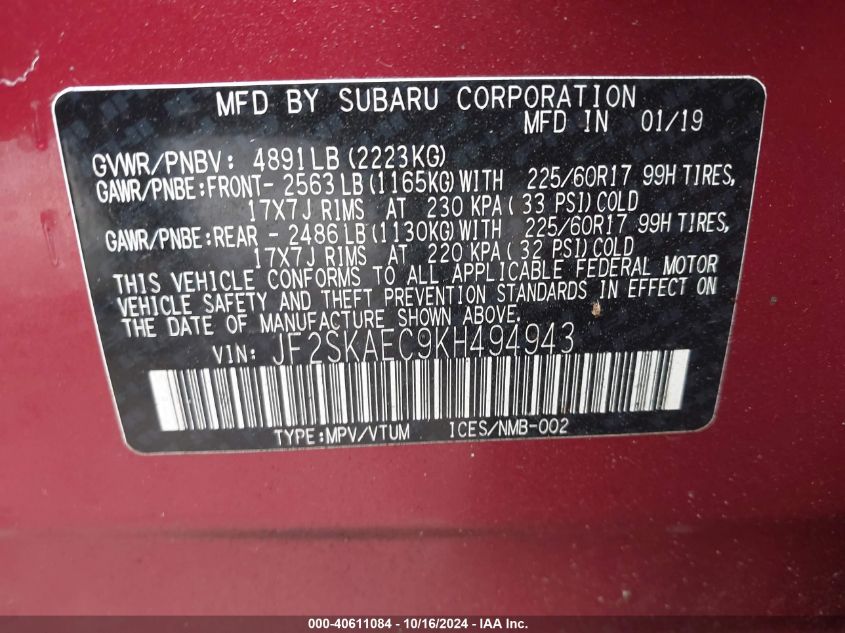 MFD BY SUBARU CORPORATION
MFD IN 01/19
GVWR/PNBV: 4891LB (2223KG)
GAWR/PNBE:FRONT- 2563LB(1165KG)WITH 225/60R17 99H TIRES,
17X7J RIMS AT 230 KPA( 33 PSI)COLD
GAWR/PNBE:REAR - 2486LB(1130KG)WITH 225/60R17 99H TIRES,
17X7J RIMS AT 220 KPA( 32 PSI)COLD
THIS VEHICLE CONFORMS TO ALL APPLICABLE FEDERAL MOTOR
VEHICLE SAFETY AND THEFT PREVENTION STANDARDS IN EFFECT ON
THE DATE OF MANUFACTURE SHOWN ABOVE.
VIN: JF2SKAEC9KH494943
TYPE:MPV/VTUM ICES/NMB-002
000-40611084 - 10/16/2024 - IAA, Inc.